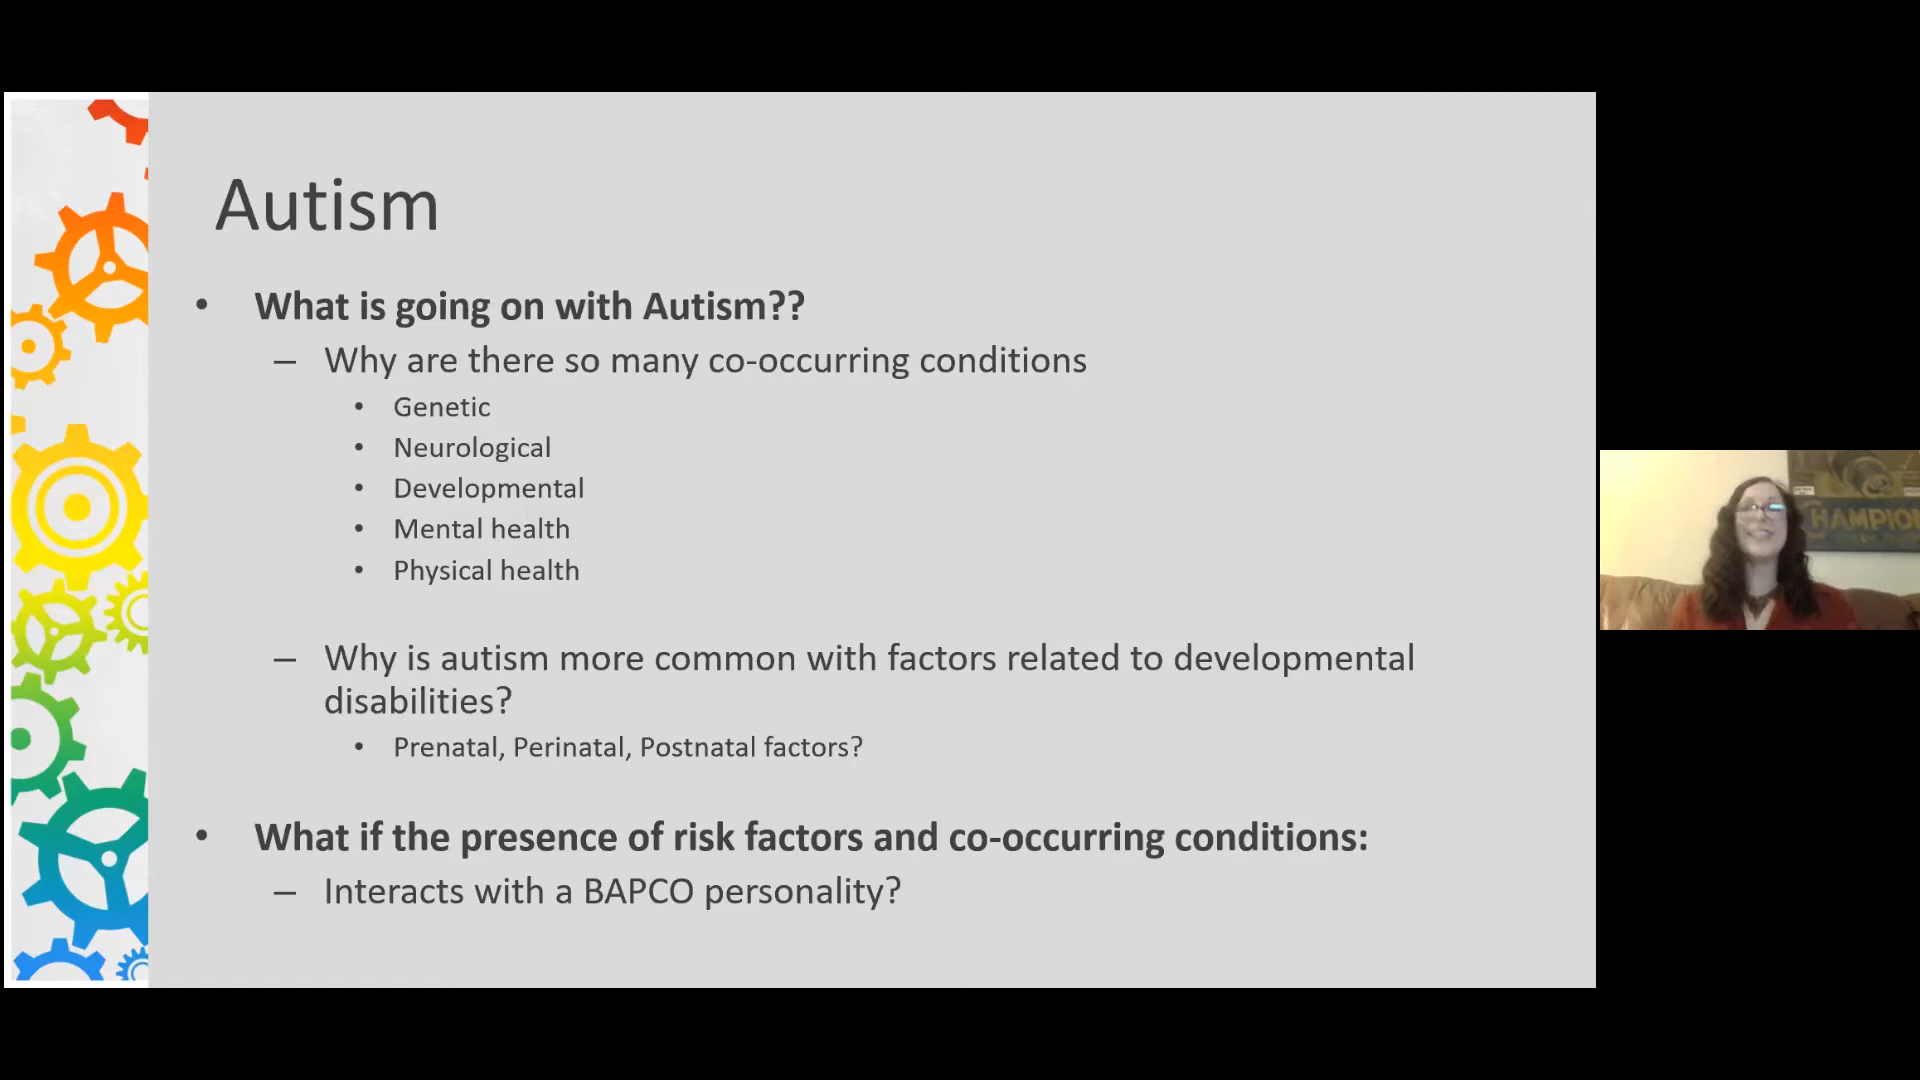 Autism
• What is going on with Autism??
– Why are there so many co-occurring conditions
• Genetic
• Neurological
• Developmental
• Mental health
• Physical health
– Why is autism more common with factors related to developmental
disabilities?
• Prenatal, Perinatal, Postnatal factors?
• What if the presence of risk factors and co-occurring conditions:
– Interacts with a BAPCO personality?
HAMPION